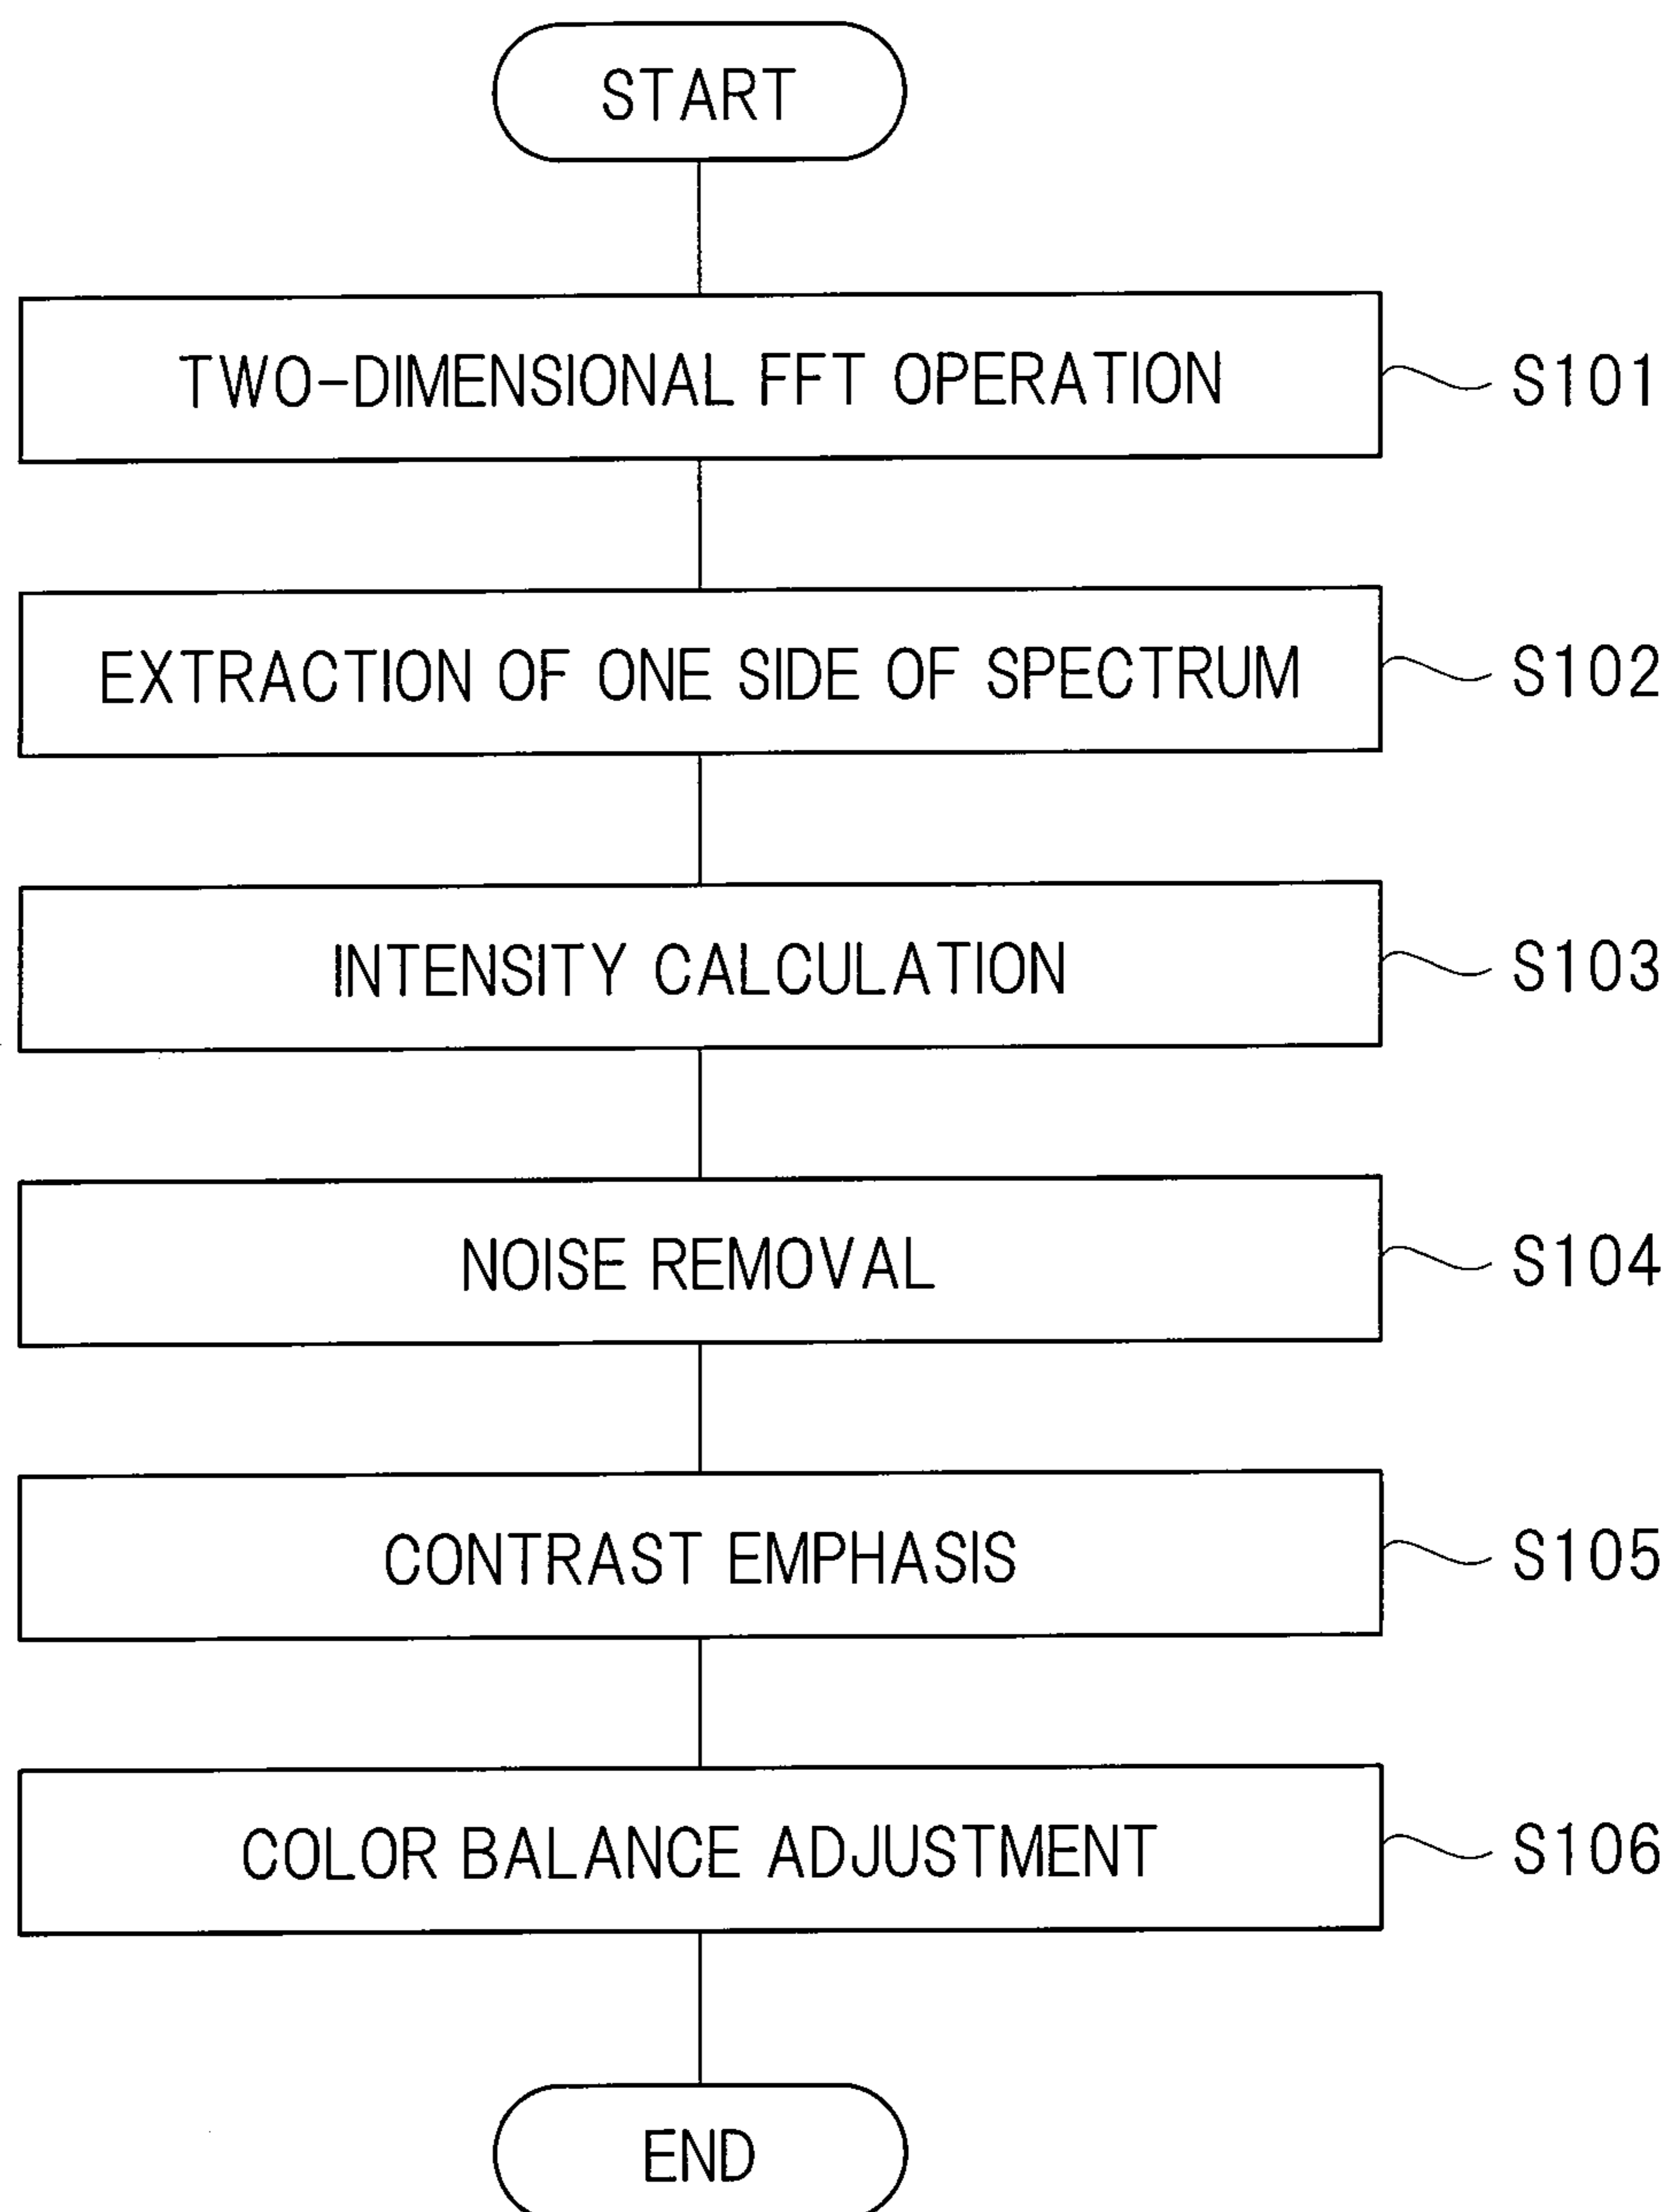 START
TWO-DIMENSIONAL FFT OPERATION S101
EXTRACTION OF ONE SIDE OF SPECTRUM S102
INTENSITY CALCULATION S103
NOISE REMOVAL S104
CONTRAST EMPHASIS S105
COLOR BALANCE ADJUSTMENT S106
END